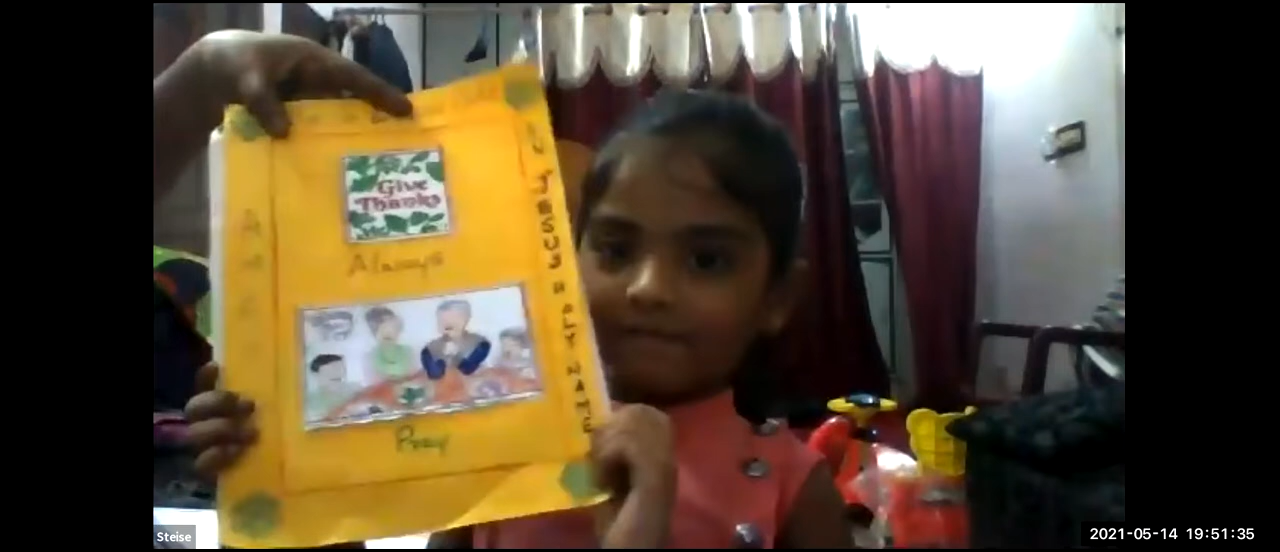 Give
Thanks
Always
Pray
IN JESUS HOLY NAME
Steise
2021-05-14 19:51:35